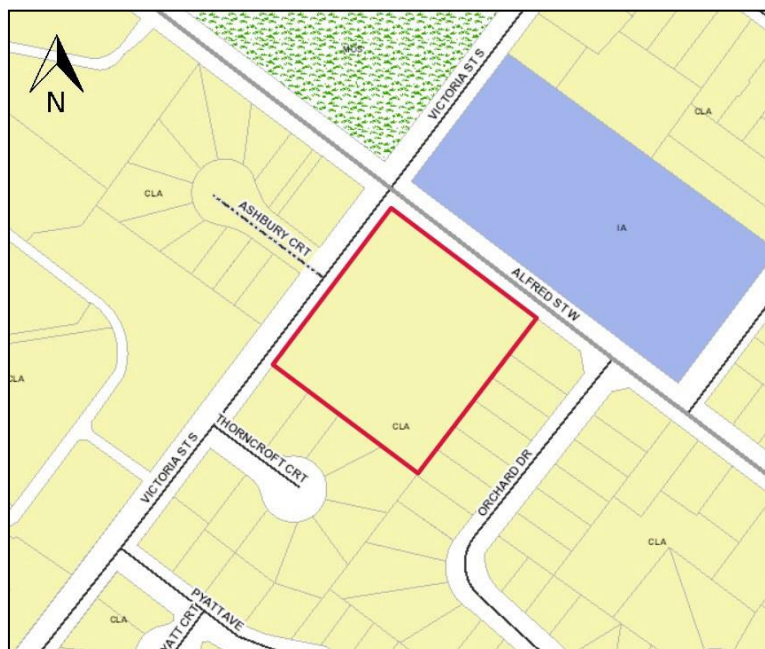 N
MUS
VICTORIA ST S
CLA
CLA
ASHBURY CRT
IA
ALFRED ST W
CLA
CLA
THORNCROFT CRT
VICTORIA ST S
ORCHARD DR
CLA
PYATT AVE
CLA